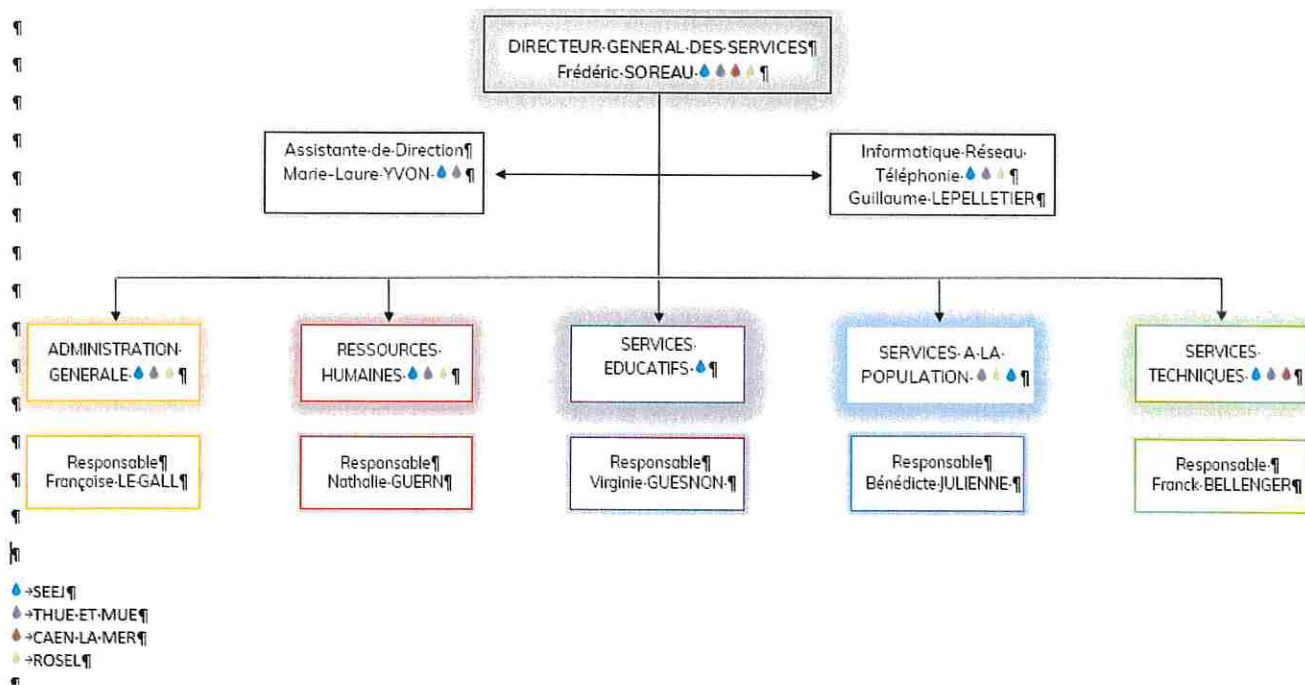 DIRECTEUR·GENERAL·DES·SERVICES¶
Frédéric·SOREAU·¶
Assistante·de·Direction¶
Marie-Laure·YVON·¶
Informatique·Réseau·
Téléphonie·¶
Guillaume·LEPELLETIER¶
ADMINISTRATION·
GENERALE·¶
RESSOURCES·
HUMAINES·¶
SERVICES·
EDUCATIFS·¶
SERVICES·A·LA·
POPULATION·¶
SERVICES·
TECHNIQUES·¶
Responsable¶
Françoise·LE·GALL¶
Responsable¶
Nathalie·GUERN¶
Responsable¶
Virginie·GUESNON·¶
Responsable¶
Bénédicte·JULIENNE·¶
Responsable·¶
Franck·BELLENGER¶
→SEEJ¶
→THUE·ET·MUE¶
→CAEN·LA·MER¶
→ROSEL¶